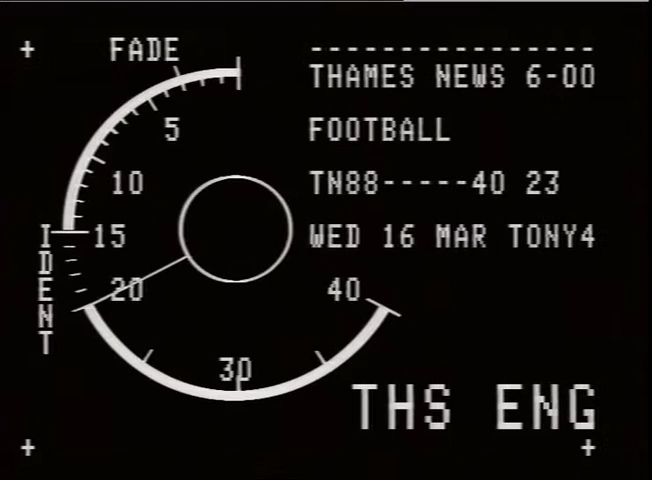 FADE
----------------
THAMES NEWS 6-00
5
FOOTBALL
10
TN88-----40 23
IDENT
15
WED 16 MAR TONY4
20
40
30
THS ENG